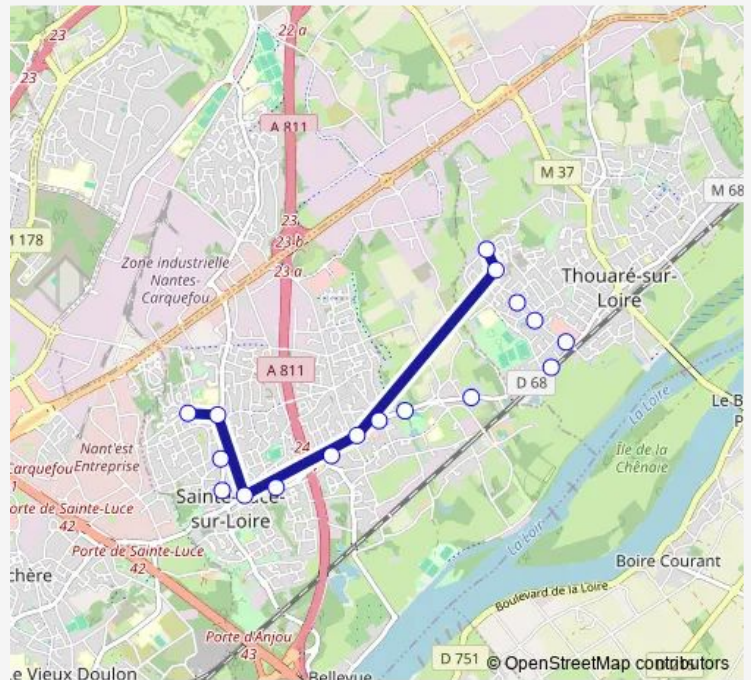 22 a
23
23
A 811
M 37
M 68
23
23 b
M 178
Zone industrielle
Nantes-
Carquefou
23 a
Thouaré-sur-
Loire
A 811
D 68
La Loire
Le B
P
24
Île de la
Chênaie
Nant'est
Entreprise
Carquefou
Sainte-Luce-
sur-Loire
orte de Sainte-Luce
42
La Loir
Porte de Sainte-Luce
42
Boire Courant
chère
Boulevard de la Loire
Porte d'Anjou
43
D 751
© OpenStreetMap contributors
e Vieux Doulon
Bellevue